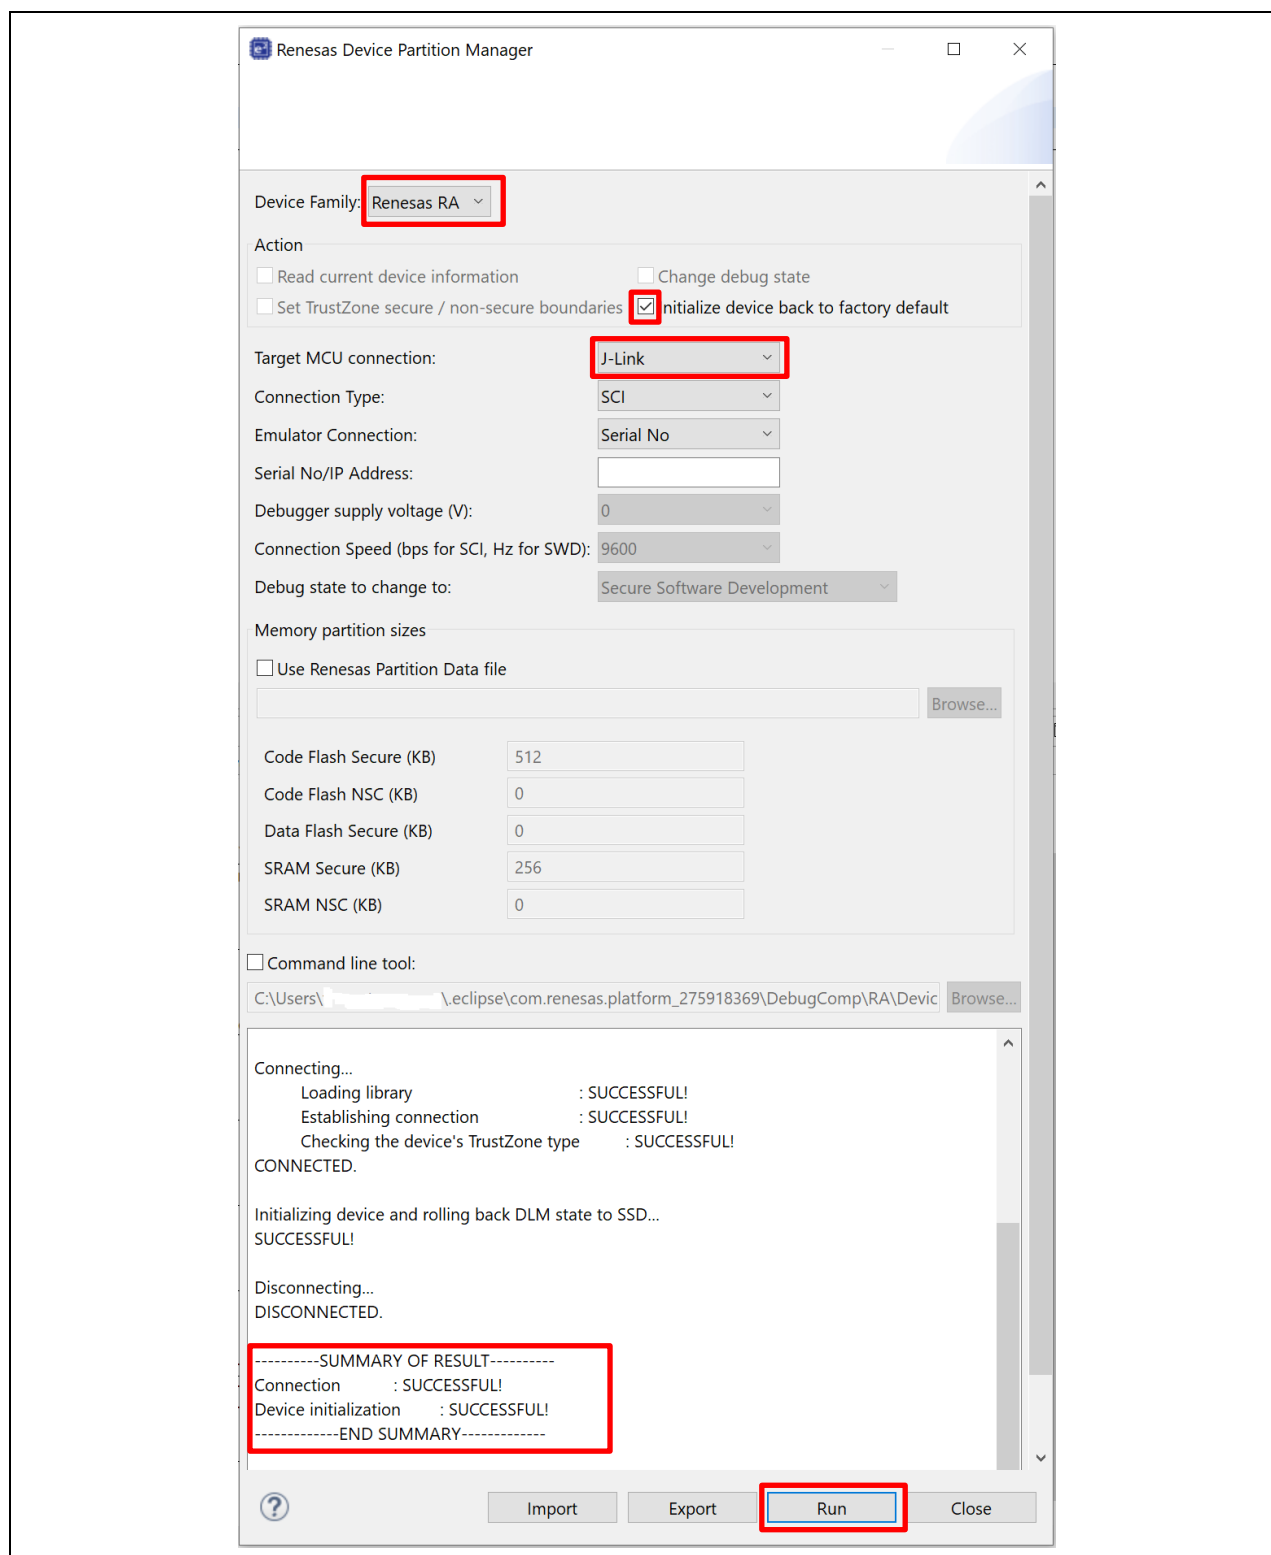 Renesas Device Partition Manager
Device Family: Renesas RA
Action
Read current device information Change debug state
Set TrustZone secure / non-secure boundaries nitialize device back to factory default
Target MCU connection: J-Link
Connection Type: SCI
Emulator Connection: Serial No
Serial No/IP Address:
Debugger supply voltage (V): 0
Connection Speed (bps for SCI, Hz for SWD): 9600
Debug state to change to: Secure Software Development
Memory partition sizes
Use Renesas Partition Data file
Browse...
Code Flash Secure (KB) 512
Code Flash NSC (KB) 0
Data Flash Secure (KB) 0
SRAM Secure (KB) 256
SRAM NSC (KB) 0
Command line tool:
C:\Users\ \.eclipse\com.renesas.platform_275918369\DebugComp\RA\Devic Browse...
Connecting...
Loading library : SUCCESSFUL!
Establishing connection : SUCCESSFUL!
Checking the device's TrustZone type : SUCCESSFUL!
CONNECTED.
Initializing device and rolling back DLM state to SSD...
SUCCESSFUL!
Disconnecting...
DISCONNECTED.
----------SUMMARY OF RESULT----------
Connection : SUCCESSFUL!
Device initialization : SUCCESSFUL!
-------------END SUMMARY-------------
Import Export Run Close